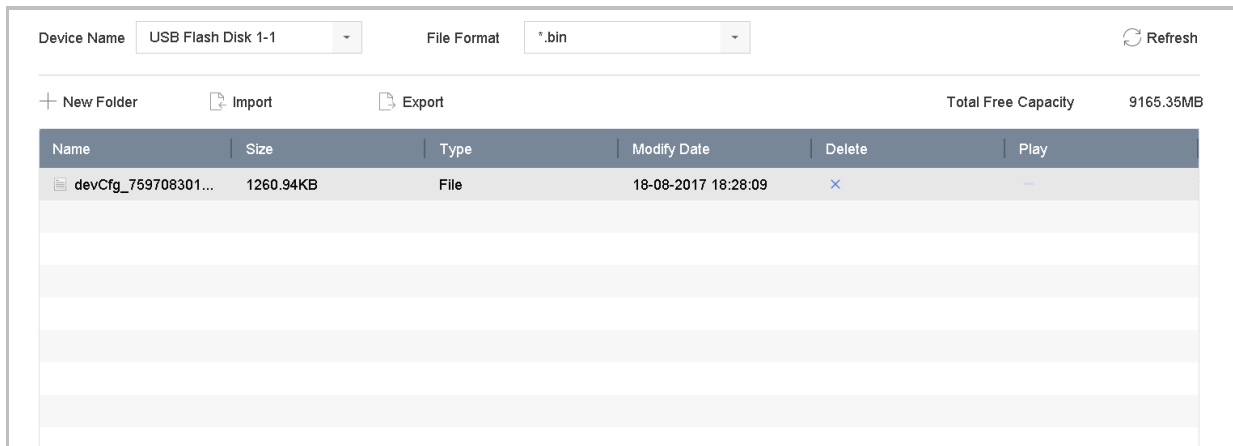 Device Name USB Flash Disk 1-1 File Format *.bin Refresh
New Folder Import Export Total Free Capacity 9165.35MB
Name Size Type Modify Date Delete Play
devCfg_759708301... 1260.94KB File 18-08-2017 18:28:09